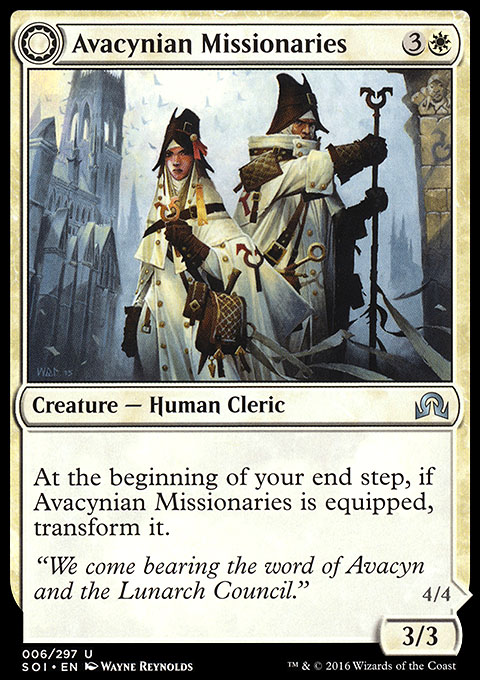 Avacynian Missionaries 3
Creature — Human Cleric
At the beginning of your end step, if
Avacynian Missionaries is equipped,
transform it.
“We come bearing the word of Avacyn
and the Lunarch Council.”
4/4
3/3
006/297 U
SOI • EN Wayne Reynolds
™ & © 2016 Wizards of the Coast